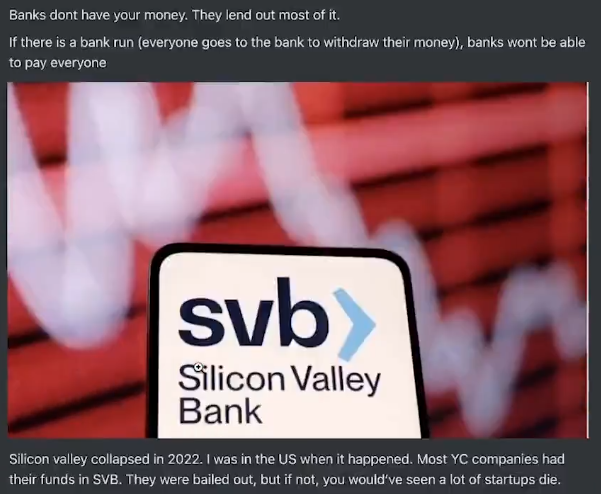 Banks dont have your money. They lend out most of it.
If there is a bank run (everyone goes to the bank to withdraw their money), banks wont be able
to pay everyone
svb
Silicon Valley
Bank
Silicon valley collapsed in 2022. I was in the US when it happened. Most YC companies had
their funds in SVB. They were bailed out, but if not, you would've seen a lot of startups die.